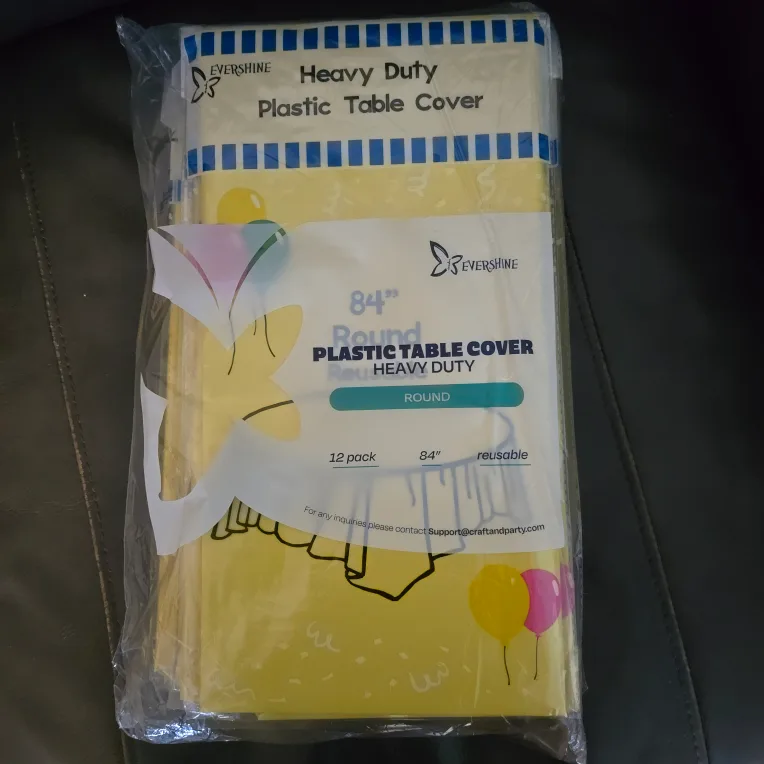 EVERSHINE
Heavy Duty
Plastic Table Cover
EVERSHINE
84”
Round
PLASTIC TABLE COVER
Reusable
HEAVY DUTY
ROUND
12 pack 84” reusable
For any inquiries please contact Support@craftandparty.com